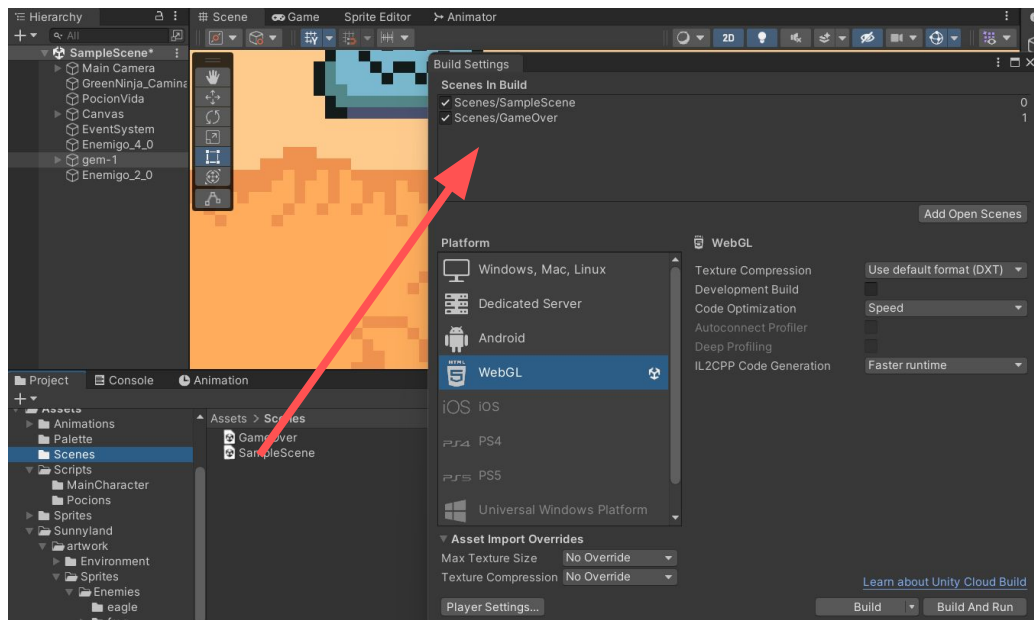 Hierarchy
All
SampleScene*
Main Camera
GreenNinja_Camina
PocionVida
Canvas
EventSystem
Enemigo_4_0
gem-1
Enemigo_2_0
Scene
Game
Sprite Editor
Animator
2D
Build Settings
Scenes In Build
Scenes/SampleScene 0
Scenes/GameOver 1
Add Open Scenes
Platform
Windows, Mac, Linux
Dedicated Server
Android
HTML
WebGL
iOS iOS
PS4 PS4
PS5 PS5
Universal Windows Platform
WebGL
Texture Compression Use default format (DXT)
Development Build
Code Optimization Speed
Autoconnect Profiler
Deep Profiling
IL2CPP Code Generation Faster runtime
Asset Import Overrides
Max Texture Size No Override
Texture Compression No Override
Learn about Unity Cloud Build
Player Settings...
Build
Build And Run
Project
Console
Animation
Assets
Animations
Palette
Scenes
Scripts
MainCharacter
Pocions
Sprites
Sunnyland
artwork
Environment
Sprites
Enemies
eagle
Assets > Scenes
GameOver
SampleScene